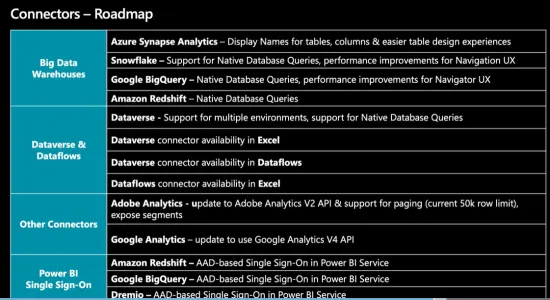 Connectors – Roadmap
Big Data
Warehouses
Azure Synapse Analytics – Display Names for tables, columns & easier table design experiences
Snowflake – Support for Native Database Queries, performance improvements for Navigation UX
Google BigQuery – Native Database Queries, performance improvements for Navigator UX
Amazon Redshift – Native Database Queries
Dataverse &
Dataflows
Dataverse - Support for multiple environments, support for Native Database Queries
Dataverse connector availability in Excel
Dataverse connector availability in Dataflows
Dataflows connector availability in Excel
Other Connectors
Adobe Analytics - update to Adobe Analytics V2 API & support for paging (current 50k row limit),
expose segments
Google Analytics – update to use Google Analytics V4 API
Power BI
Single Sign-On
Amazon Redshift – AAD-based Single Sign-On in Power BI Service
Google BigQuery – AAD-based Single Sign-On in Power BI Service
Dremio – AAD-based Single Sign-On in Power BI Service